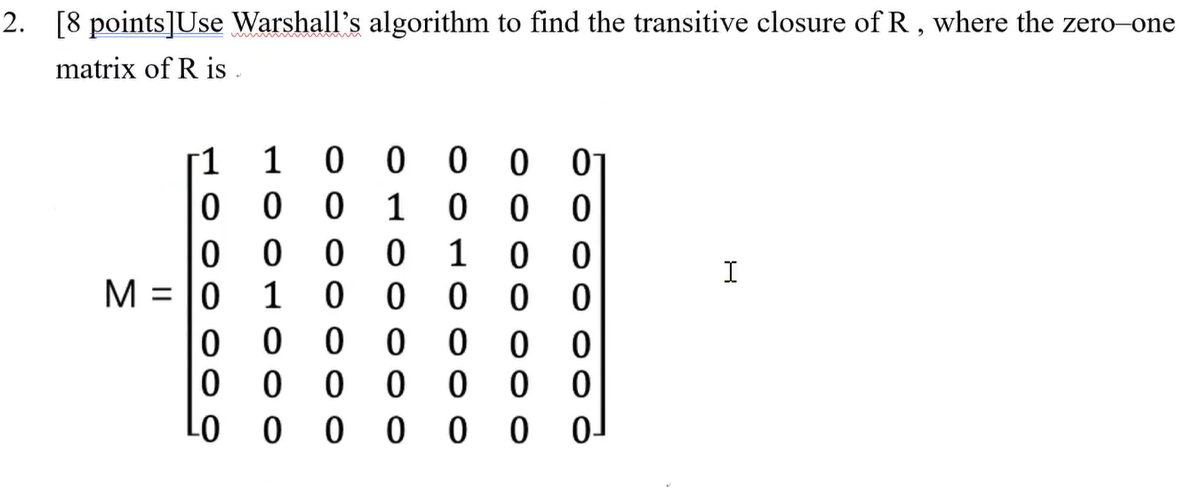 2. [8 points]Use Warshall's algorithm to find the transitive closure of R , where the zero–one
matrix of R is
1 1 0 0 0 0 0
0 0 0 1 0 0 0
0 0 0 0 1 0 0
M = 0 1 0 0 0 0 0
0 0 0 0 0 0 0
0 0 0 0 0 0 0
0 0 0 0 0 0 0